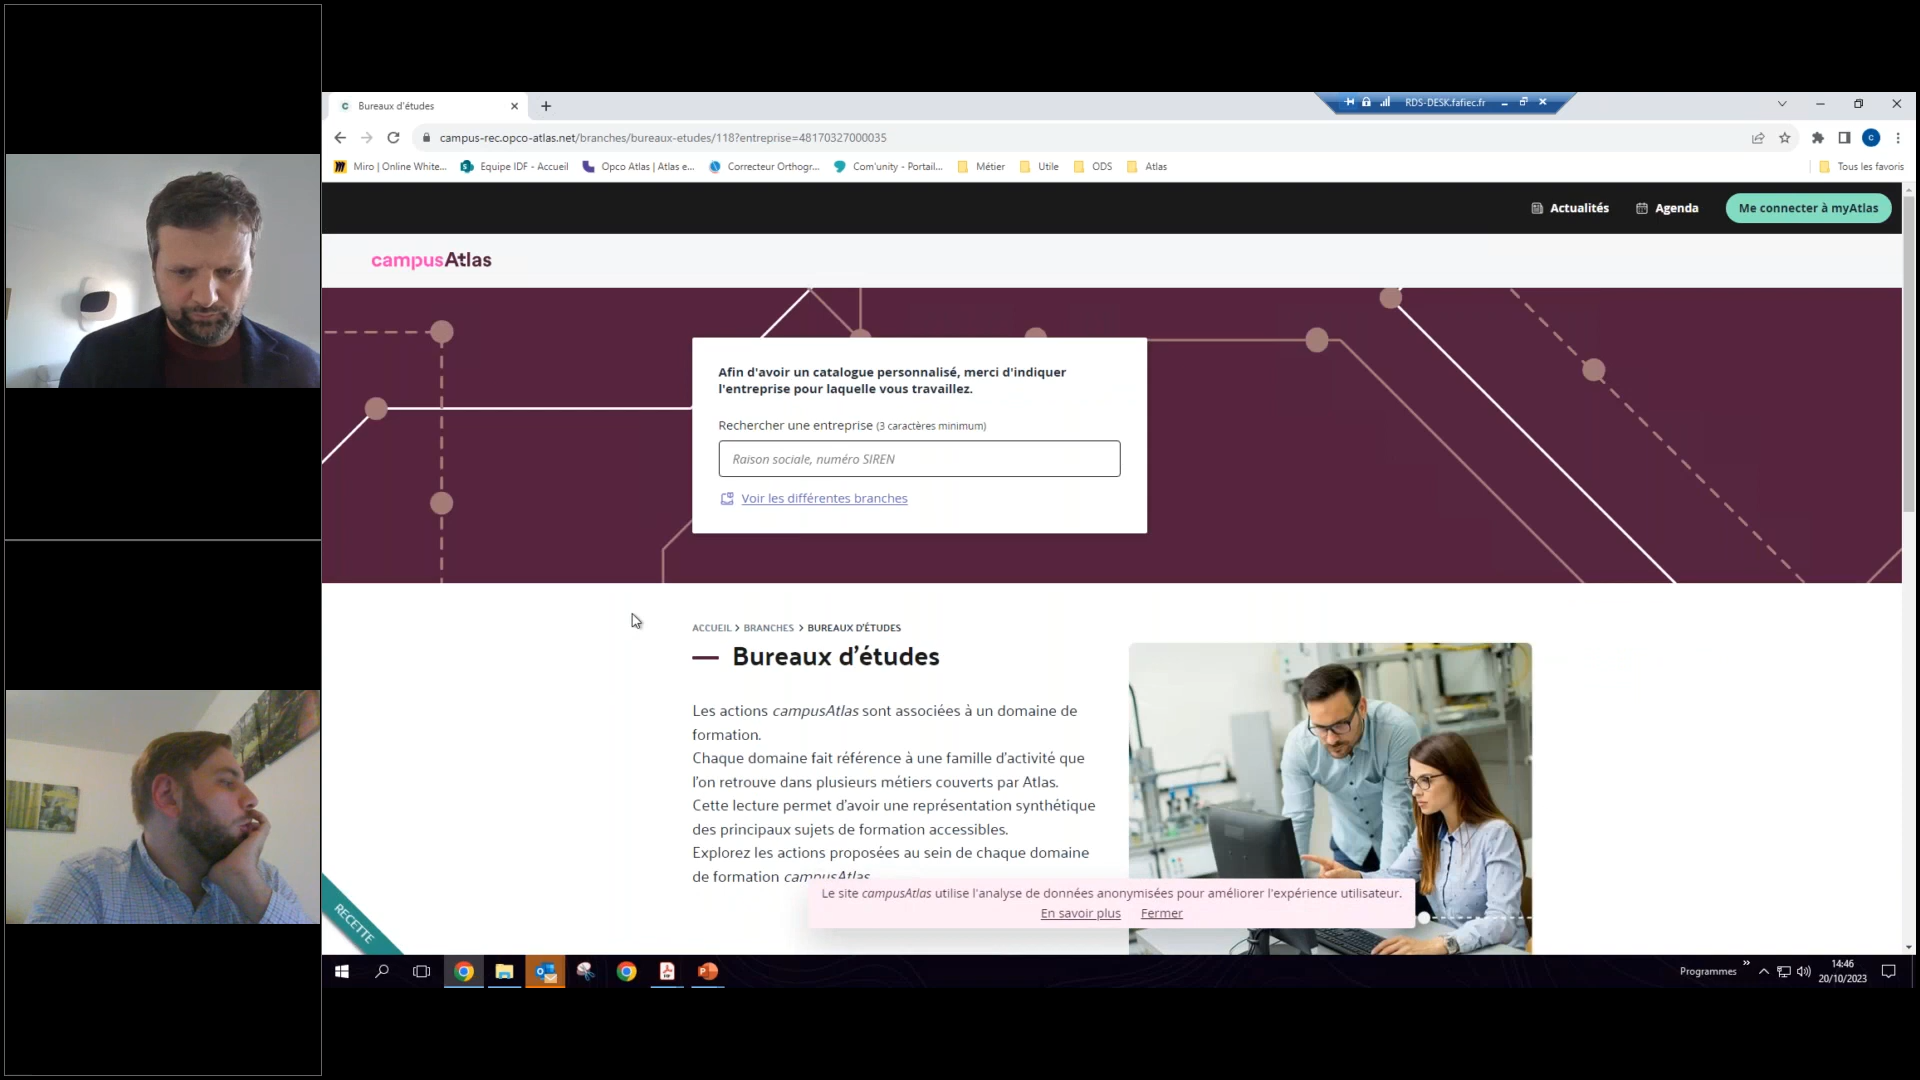 Bureaux d'études
RDS-DESK.fafiec.fr
campus-rec.opco-atlas.net/branches/bureaux-etudes/118?entreprise=48170327000035
Miro | Online White...
Equipe IDF - Accueil
Opco Atlas | Atlas e...
Correcteur Orthogr...
Com'unity - Portail...
Métier
Utile
ODS
Atlas
Tous les favoris
Actualités
Agenda
Me connecter à myAtlas
campusAtlas
Afin d'avoir un catalogue personnalisé, merci d'indiquer
l'entreprise pour laquelle vous travaillez.
Rechercher une entreprise (3 caractères minimum)
Raison sociale, numéro SIREN
Voir les différentes branches
ACCUEIL > BRANCHES > BUREAUX D'ÉTUDES
Bureaux d'études
Les actions campusAtlas sont associées à un domaine de
formation.
Chaque domaine fait référence à une famille d'activité que
l'on retrouve dans plusieurs métiers couverts par Atlas.
Cette lecture permet d'avoir une représentation synthétique
des principaux sujets de formation accessibles.
Explorez les actions proposées au sein de chaque domaine
de formation campusAtlas
Le site campusAtlas utilise l'analyse de données anonymisées pour améliorer l'expérience utilisateur.
En savoir plus Fermer
RECETTE
Programmes
14:46
20/10/2023